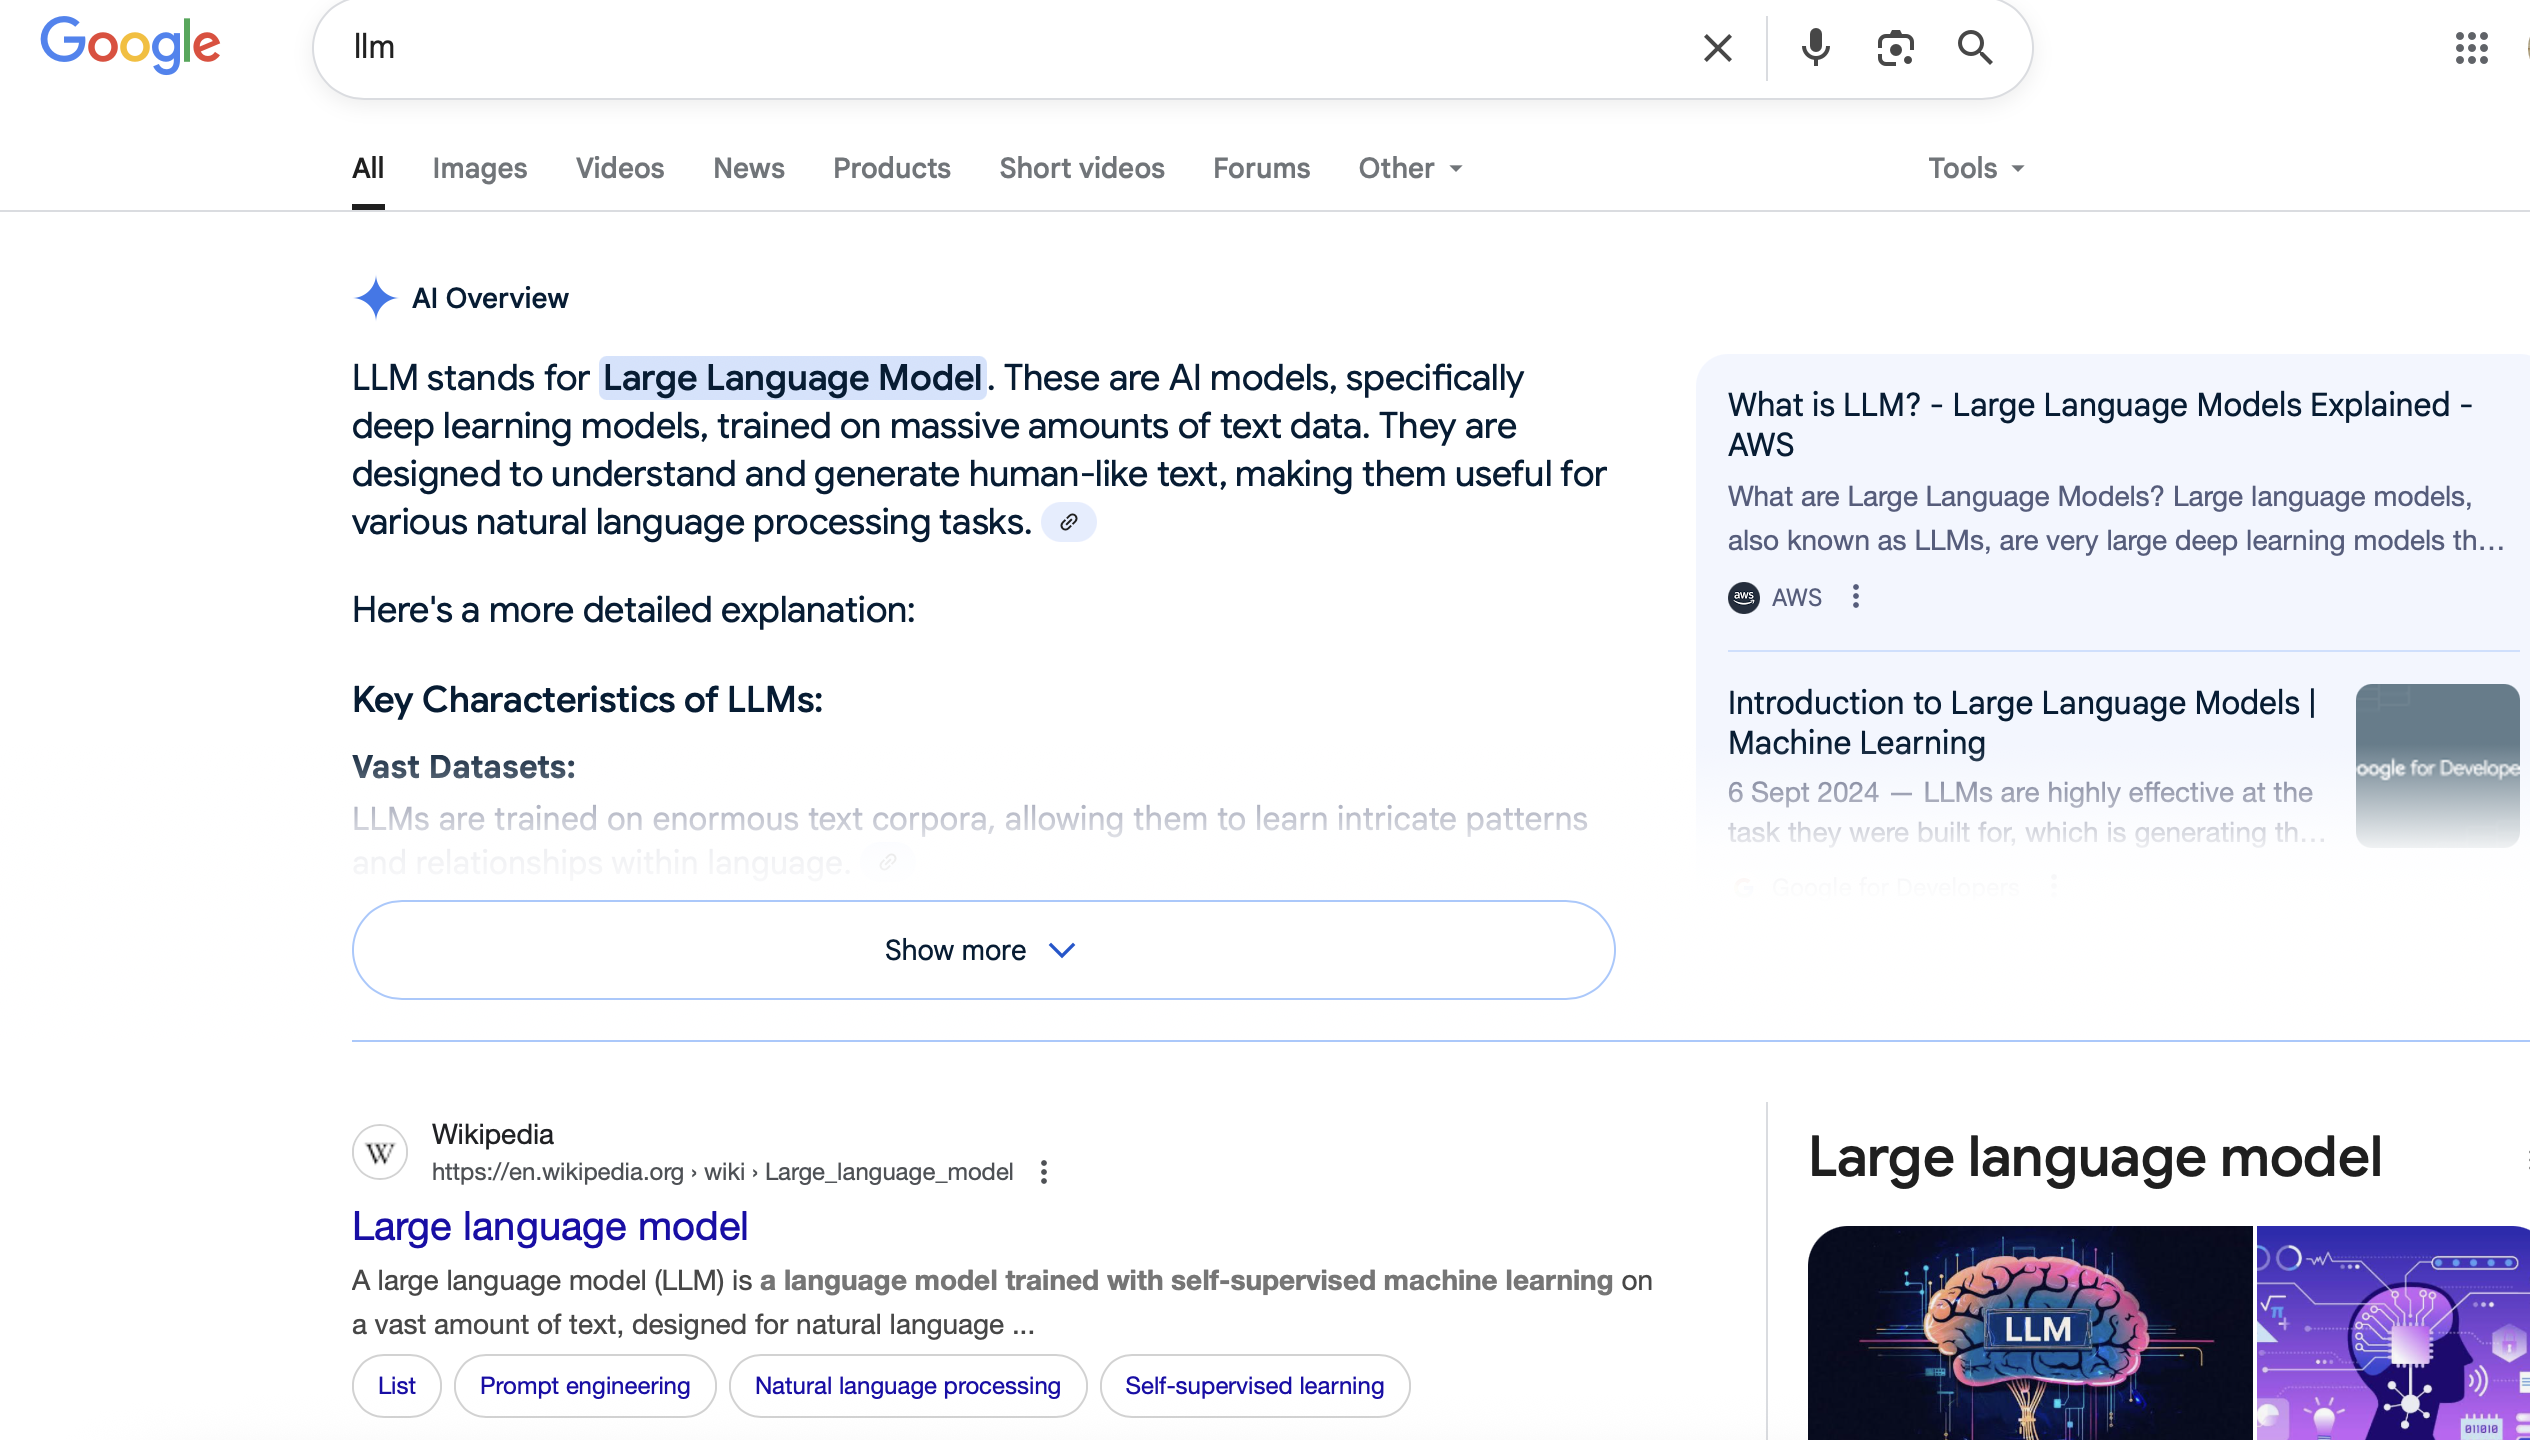 Google
llm
All Images Videos News Products Short videos Forums Other Tools
AI Overview
LLM stands for Large Language Model. These are AI models, specifically
deep learning models, trained on massive amounts of text data. They are
designed to understand and generate human-like text, making them useful for
various natural language processing tasks.
Here's a more detailed explanation:
Key Characteristics of LLMs:
Vast Datasets:
LLMs are trained on enormous text corpora, allowing them to learn intricate patterns
and relationships within language.
Show more
What is LLM? - Large Language Models Explained -
AWS
What are Large Language Models? Large language models,
also known as LLMs, are very large deep learning models th...
aws AWS
Introduction to Large Language Models |
Machine Learning
6 Sept 2024 — LLMs are highly effective at the
task they were built for, which is generating th...
oogle for Develope
G Google for Developers
W
Wikipedia
https://en.wikipedia.org › wiki › Large_language_model
Large language model
A large language model (LLM) is a language model trained with self-supervised machine learning on
a vast amount of text, designed for natural language ...
List Prompt engineering Natural language processing Self-supervised learning
Large language model
LLM
√π
011010